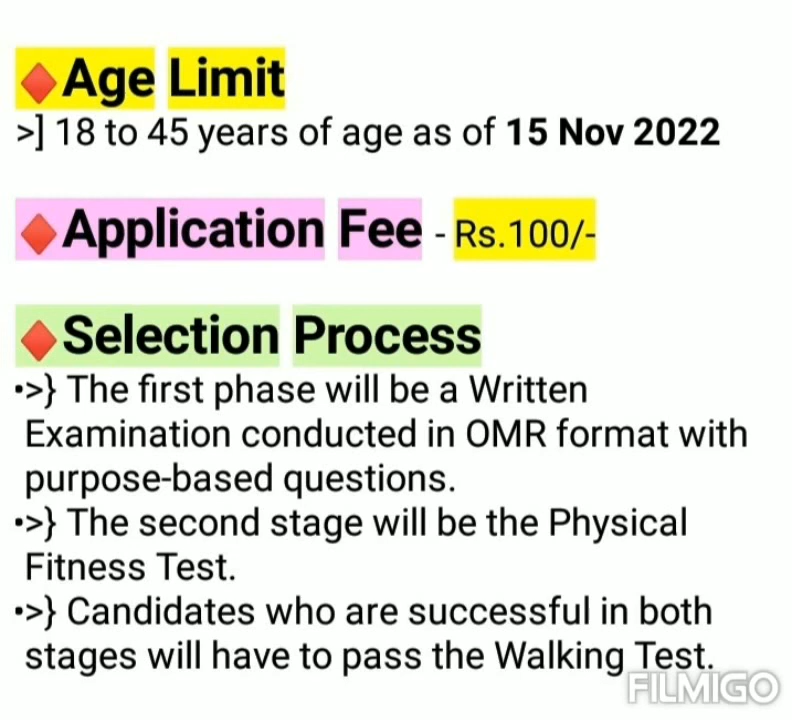 ♦Age Limit
>] 18 to 45 years of age as of 15 Nov 2022
♦Application Fee - Rs.100/-
♦Selection Process
•>} The first phase will be a Written
Examination conducted in OMR format with
purpose-based questions.
•>} The second stage will be the Physical
Fitness Test.
•>} Candidates who are successful in both
stages will have to pass the Walking Test.
FILMIGO